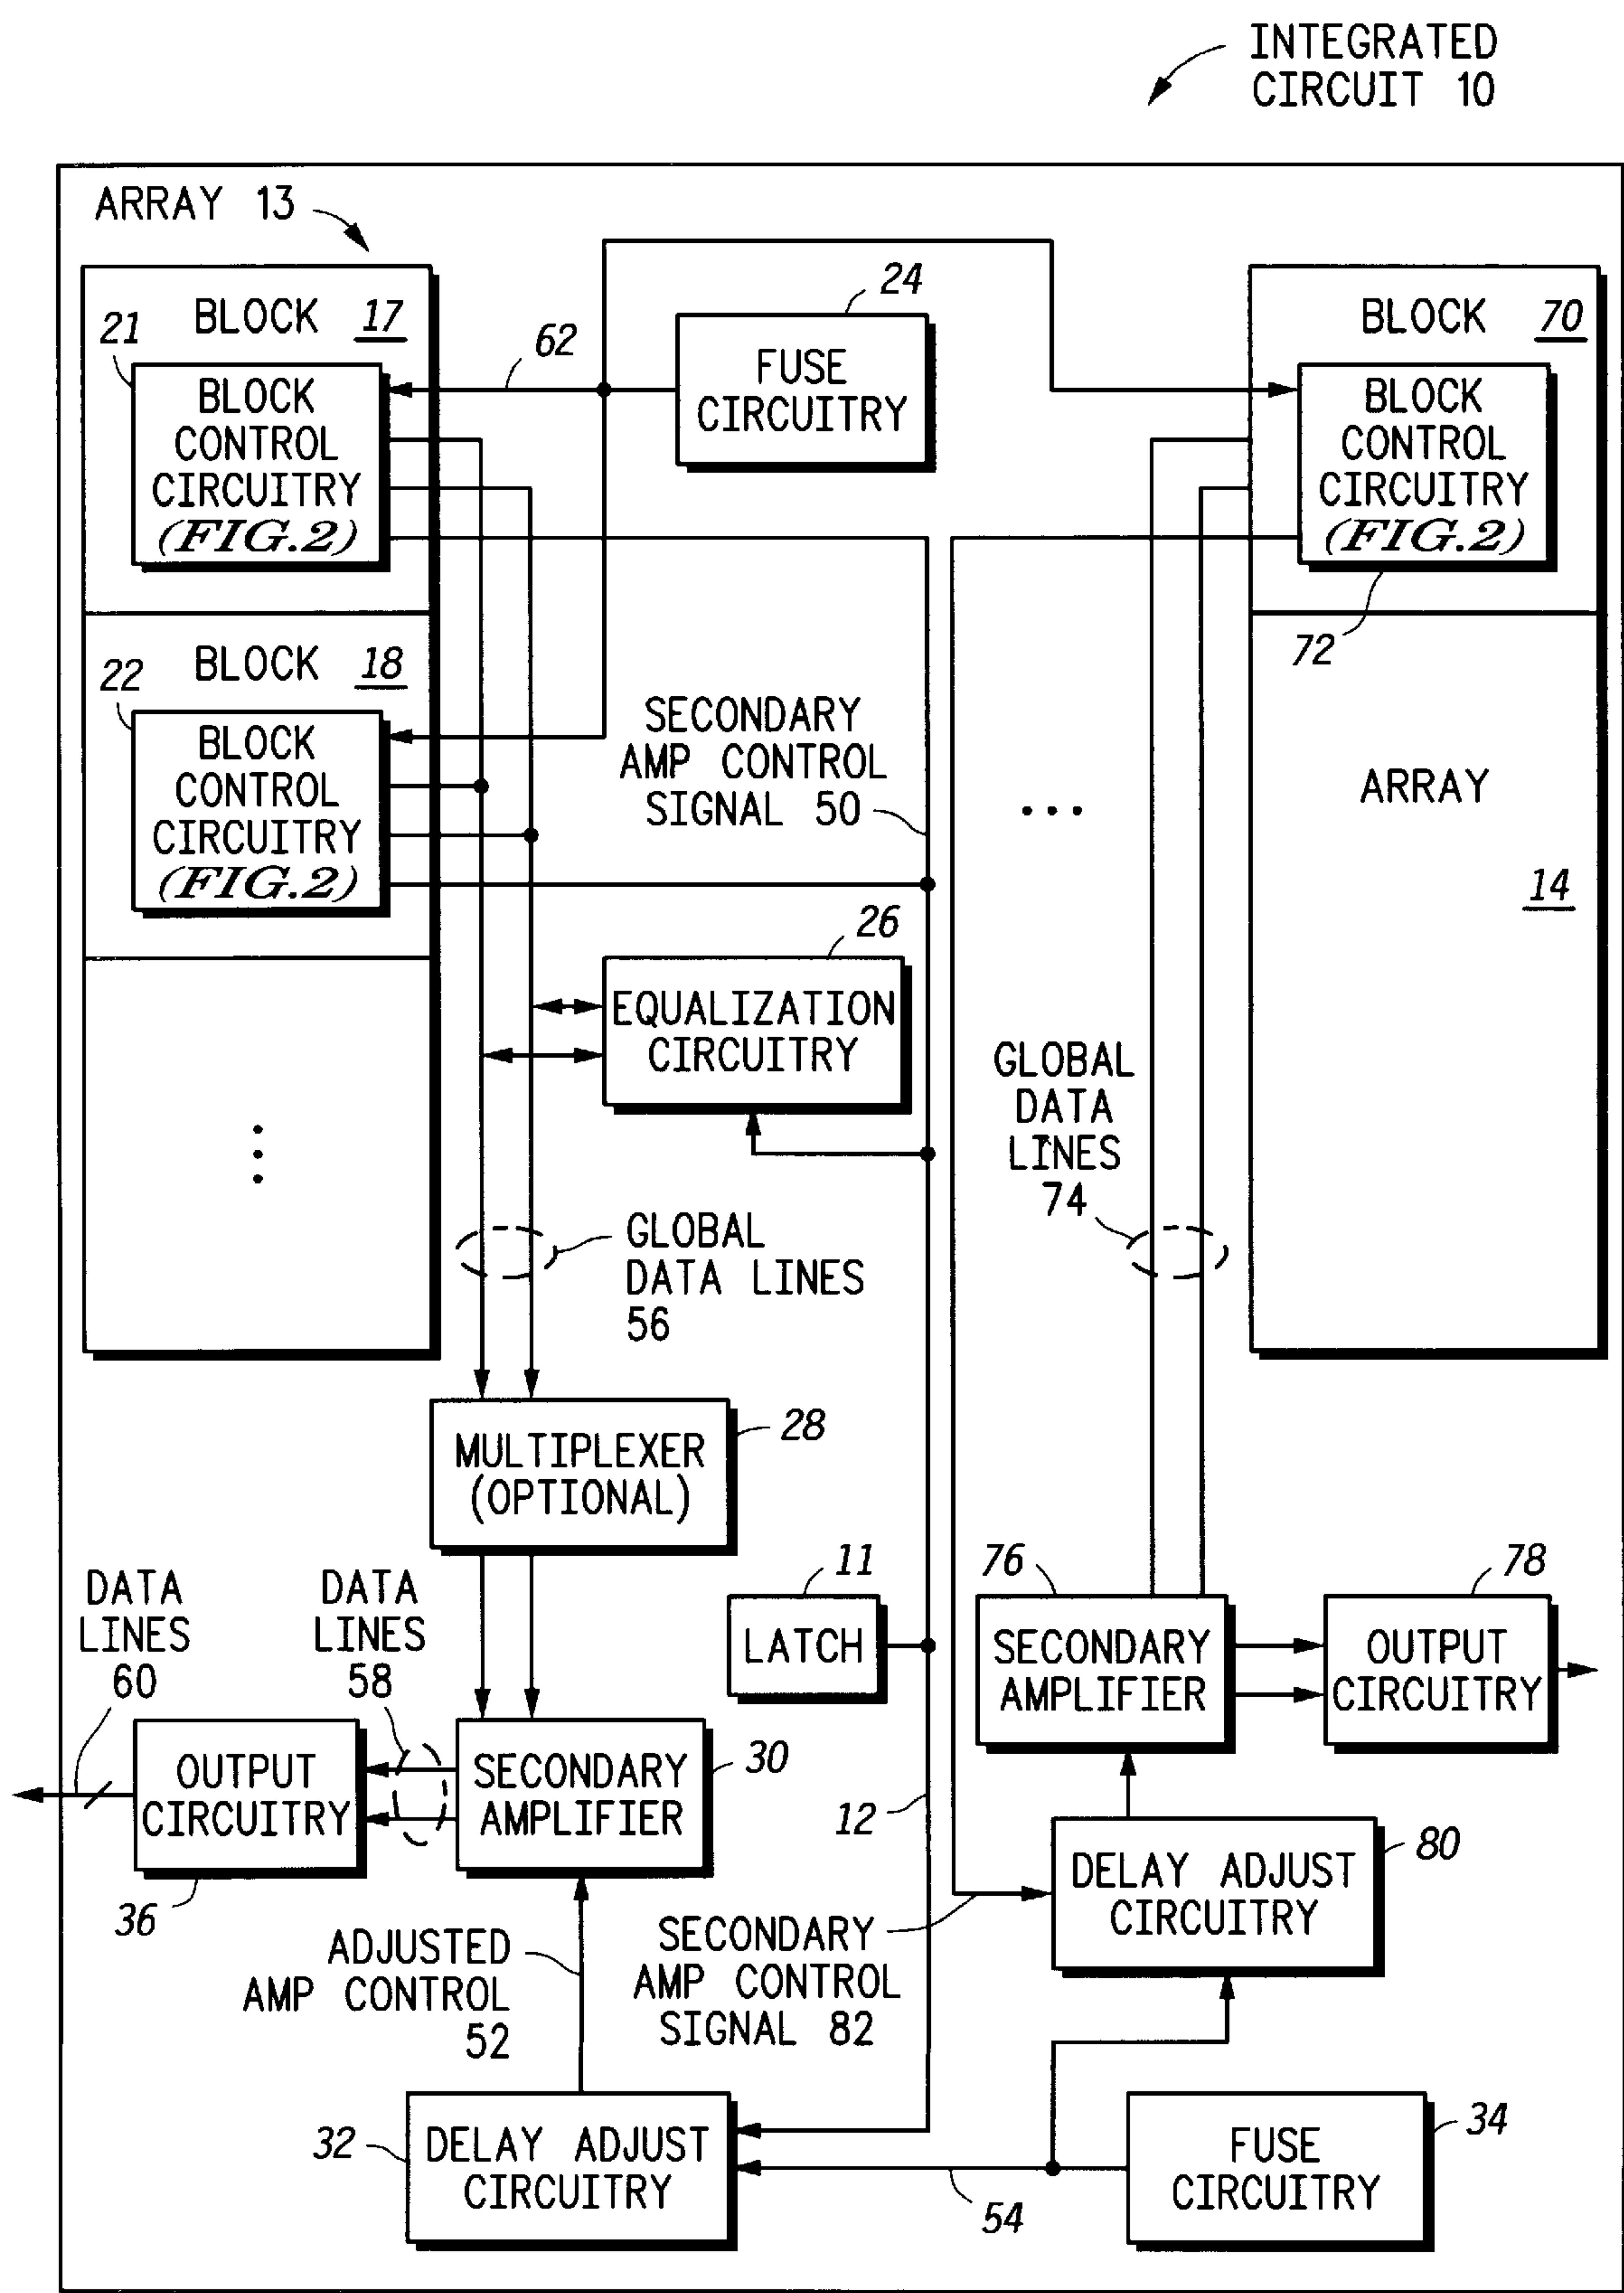 INTEGRATED
CIRCUIT 10
ARRAY 13
BLOCK 17
21
BLOCK
CONTROL
CIRCUITRY
(FIG.2)
62
24
FUSE
CIRCUITRY
BLOCK 70
BLOCK
CONTROL
CIRCUITRY
(FIG.2)
72
BLOCK 18
22
BLOCK
CONTROL
CIRCUITRY
(FIG.2)
SECONDARY
AMP CONTROL
SIGNAL 50
...
ARRAY
14
26
EQUALIZATION
CIRCUITRY
GLOBAL
DATA
LINES
74
GLOBAL
DATA LINES
56
28
MULTIPLEXER
(OPTIONAL)
DATA
LINES
60
DATA
LINES
58
11
LATCH
76
SECONDARY
AMPLIFIER
78
OUTPUT
CIRCUITRY
OUTPUT
CIRCUITRY
36
SECONDARY
AMPLIFIER
30
12
DELAY ADJUST
CIRCUITRY
80
ADJUSTED
AMP CONTROL
52
SECONDARY
AMP CONTROL
SIGNAL 82
32
DELAY ADJUST
CIRCUITRY
54
FUSE
CIRCUITRY
34